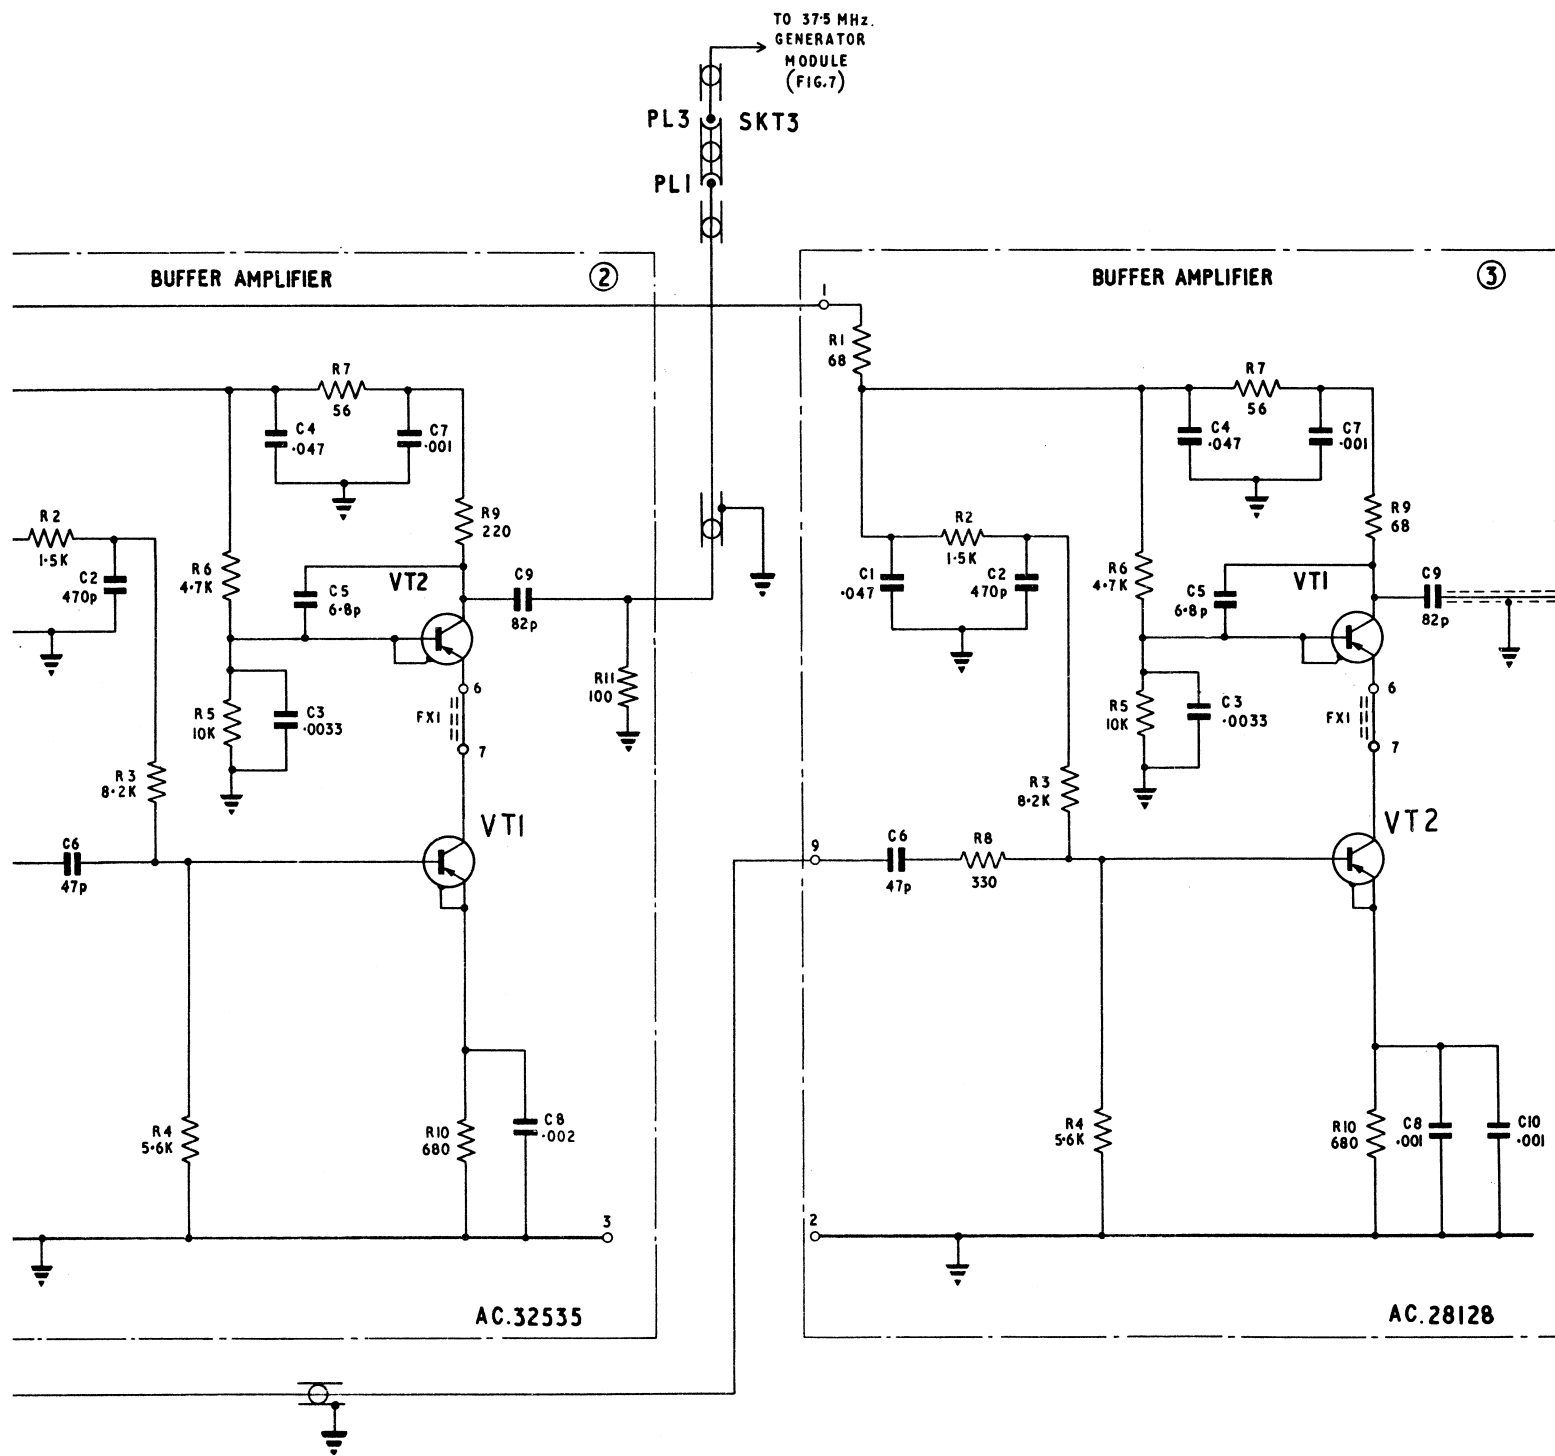 TO 37·5 MHz.
GENERATOR
MODULE
(FIG.7)
PL3 SKT3
PL1
BUFFER AMPLIFIER 2
R7
56
C4
·047
C7
·001
R2
1·5K
C2
470p
R6
4·7K
R9
220
C5
6·8p
VT2
C9
82p
R11
100
R5
10K
C3
·0033
6
FX1
7
R3
8·2K
VT1
C6
47p
R4
5·6K
R10
680
C8
·002
3
AC.32535
BUFFER AMPLIFIER 3
1
R1
68
R7
56
C4
·047
C7
·001
R9
68
R2
1·5K
C1
·047
C2
470p
R6
4·7K
C5
6·8p
VT1
C9
82p
R5
10K
C3
·0033
6
FX1
7
R3
8·2K
VT2
9
C6
47p
R8
330
R4
5·6K
R10
680
C8
·001
C10
·001
2
AC.28128